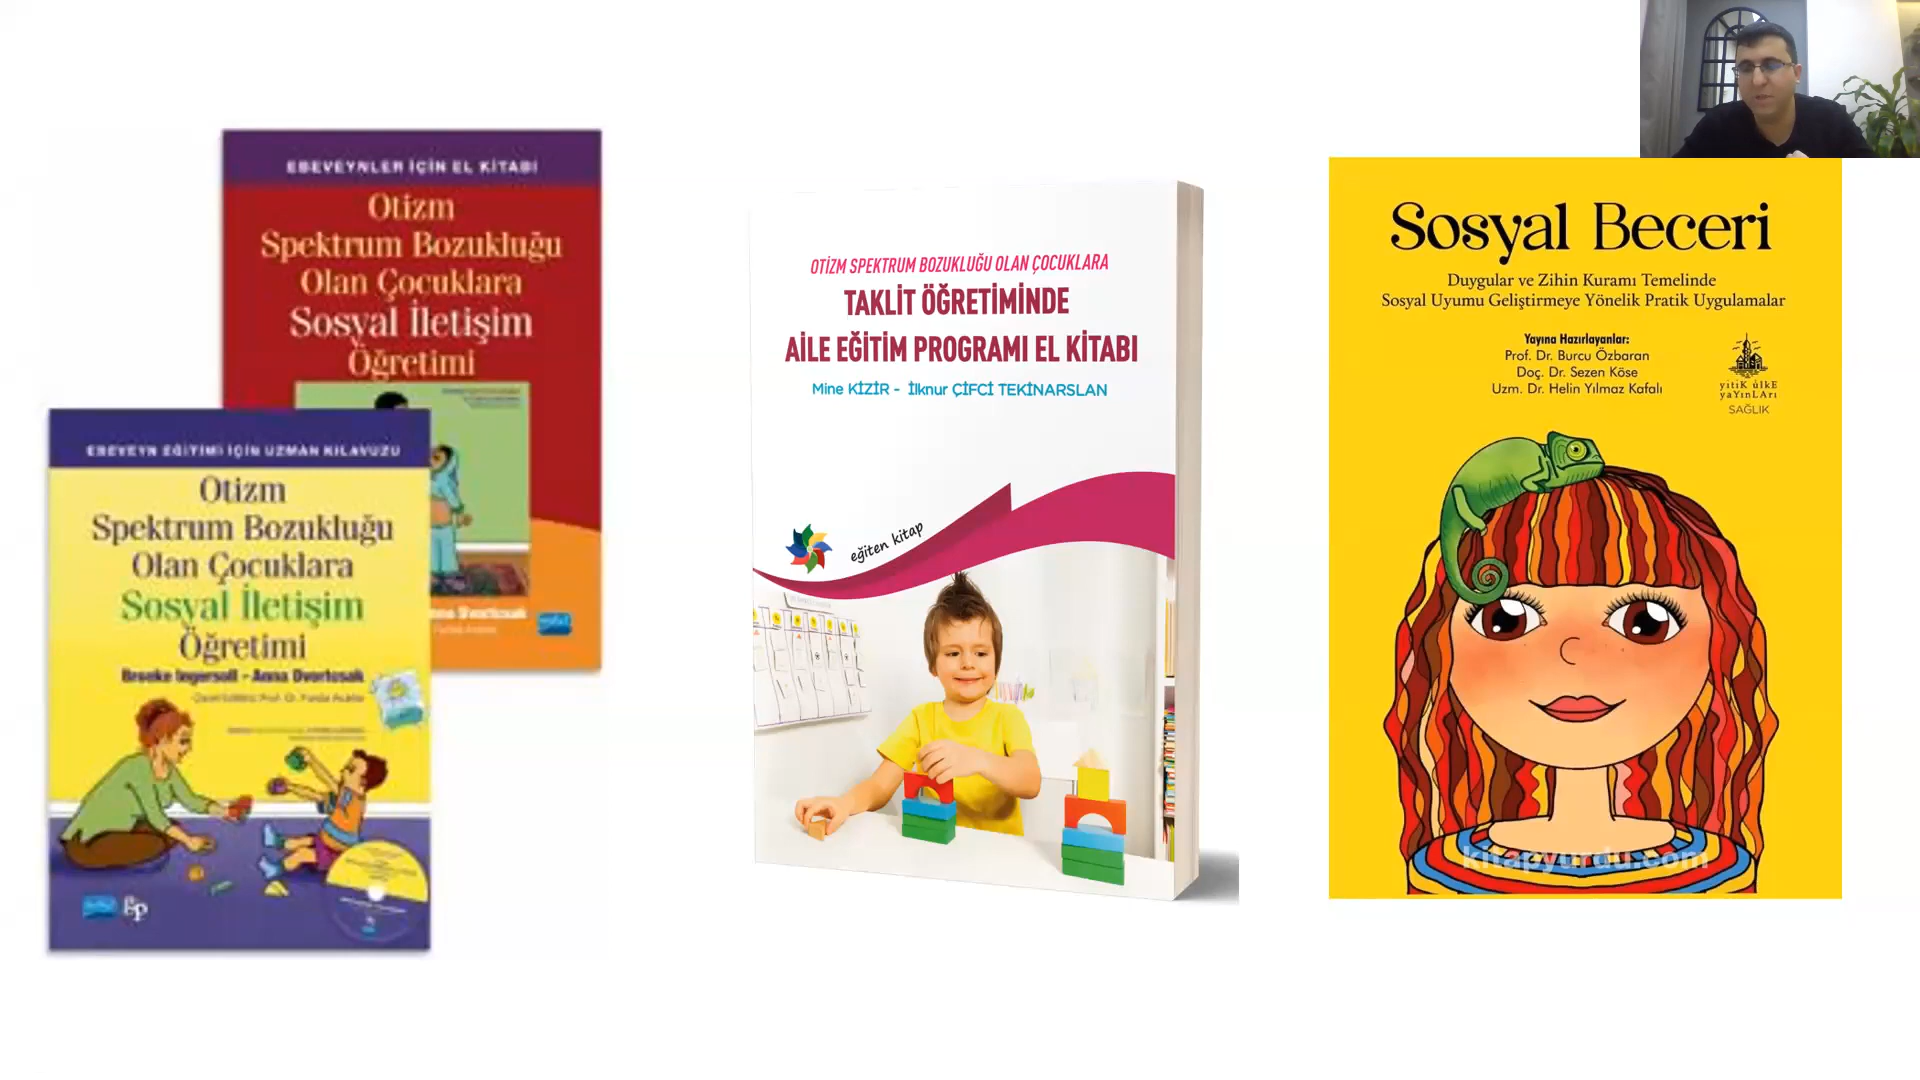 EBEVEYNLER İÇİN EL KİTABI
Otizm
Spektrum Bozukluğu
Olan Çocuklara
Sosyal İletişim
Öğretimi
EBEVEYN EĞİTİMİ İÇİN UZMAN KILAVUZU
Otizm
Spektrum Bozukluğu
Olan Çocuklara
Sosyal İletişim
Öğretimi
Brooke Ingersoll - Anna Dvortcsak
OTİZM SPEKTRUM BOZUKLUĞU OLAN ÇOCUKLARA
TAKLİT ÖĞRETİMİNDE
AİLE EĞİTİM PROGRAMI EL KİTABI
Mine KİZİR - İlknur ÇİFCİ TEKİNARSLAN
eğiten kitap
Sosyal Beceri
Duygular ve Zihin Kuramı Temelinde
Sosyal Uyumu Geliştirmeye Yönelik Pratik Uygulamalar
Yayına Hazırlayanlar:
Prof. Dr. Burcu Özbaran
Doç. Dr. Sezen Köse
Uzm. Dr. Helin Yılmaz Kafalı
yitiK ülkE
yaYınLArı
SAĞLIK
kitapyurdu.com